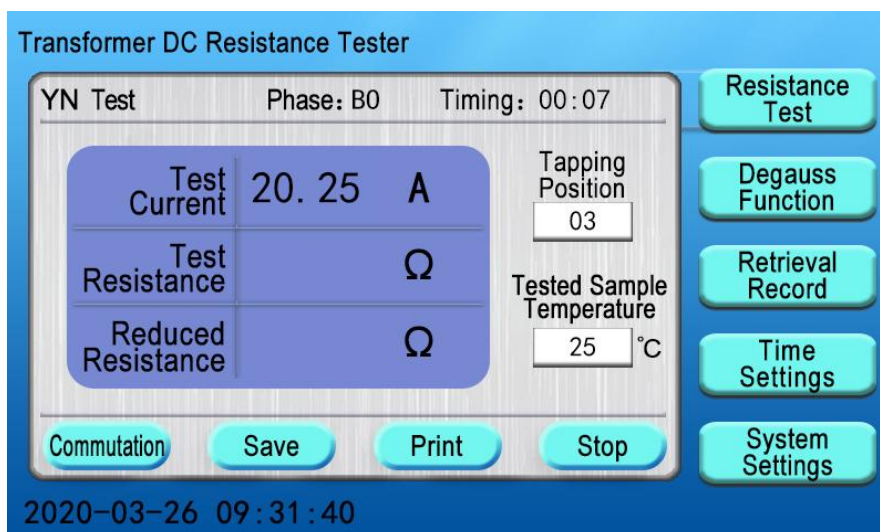 Transformer DC Resistance Tester
YN Test Phase: B0 Timing: 00:07
Test
Current 20.25 A
Test
Resistance Ω
Reduced
Resistance Ω
Tapping
Position
03
Tested Sample
Temperature
25 ℃
Commutation Save Print Stop
Resistance
Test
Degauss
Function
Retrieval
Record
Time
Settings
System
Settings
2020-03-26 09:31:40